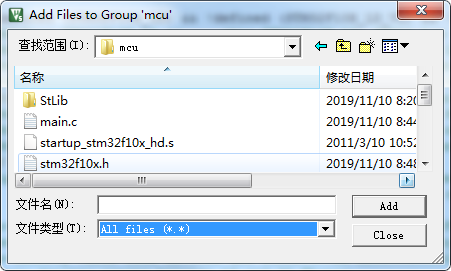 Add Files to Group 'mcu'
查找范围(I): mcu
名称 修改日期
StLib 2019/11/10 8:20
main.c 2019/11/10 8:44
startup_stm32f10x_hd.s 2011/3/10 10:52
stm32f10x.h 2019/11/10 8:48
文件名(N): Add
文件类型(T): All files (*.*)
Close